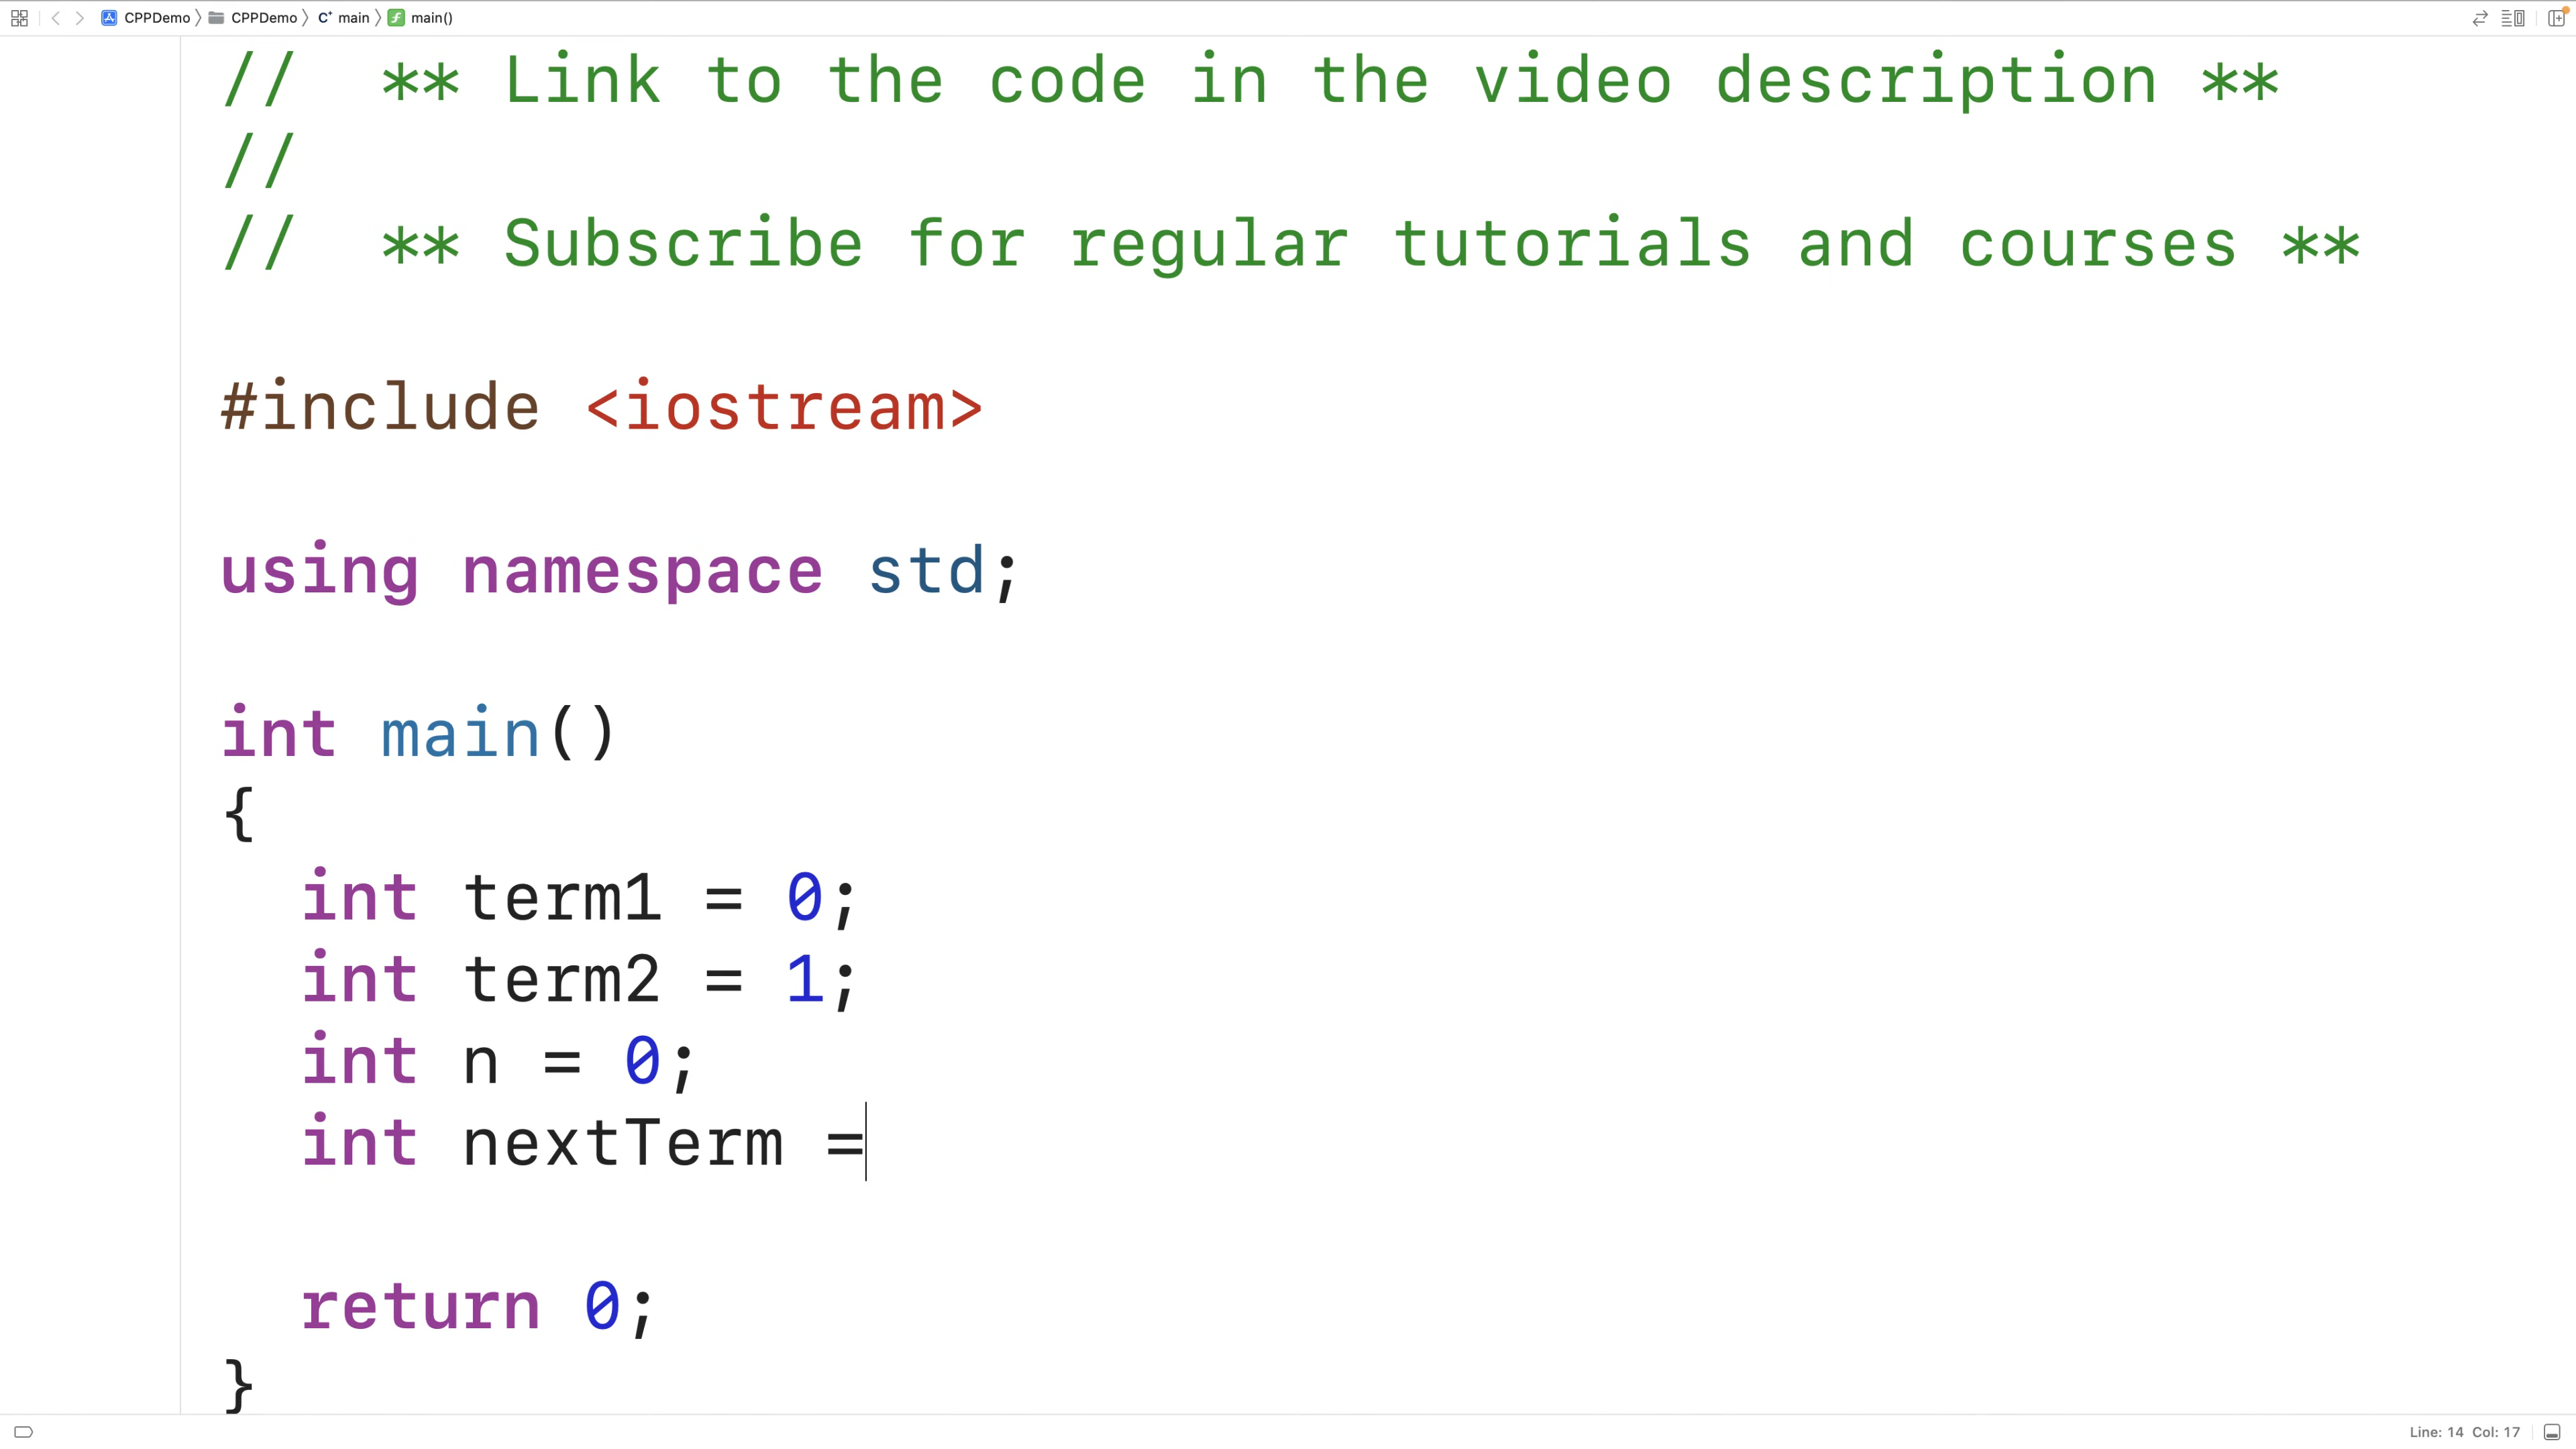 CPPDemo CPPDemo C+ main f main()
// ** Link to the code in the video description **
//
// ** Subscribe for regular tutorials and courses **
#include <iostream>
using namespace std;
int main()
{
int term1 = 0;
int term2 = 1;
int n = 0;
int nextTerm =
return 0;
}
Line: 14 Col: 17